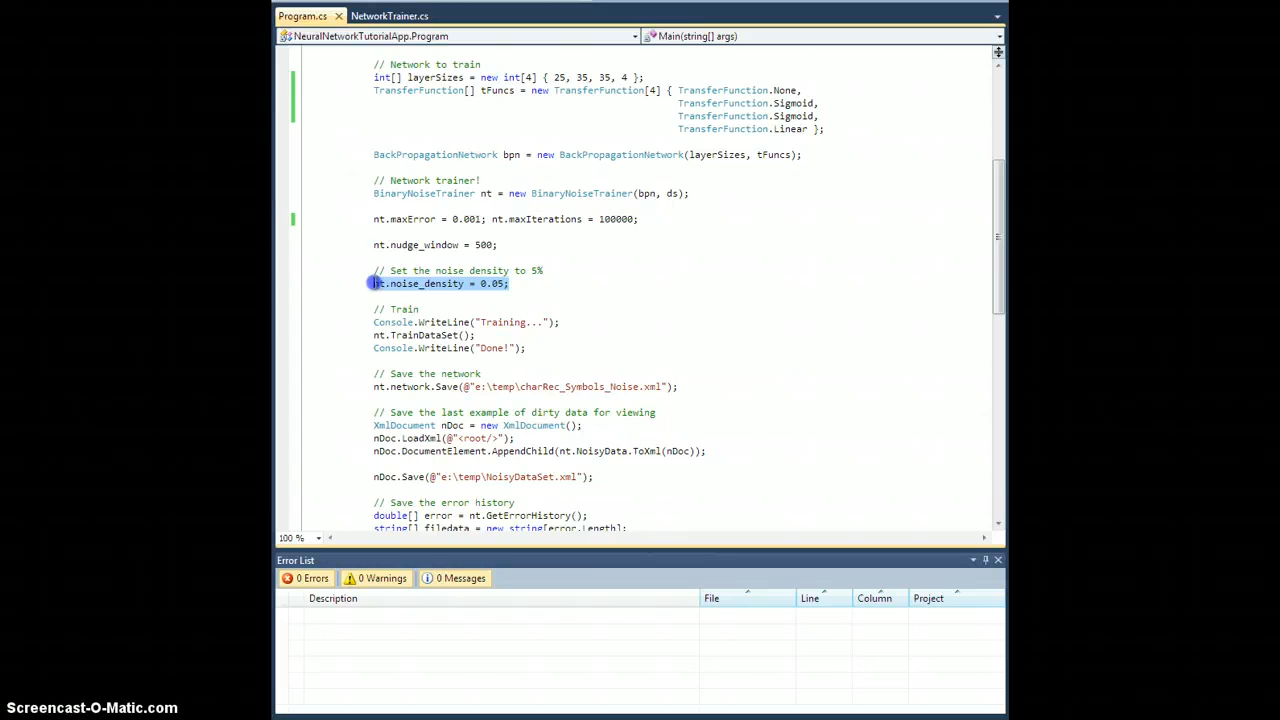 Program.cs NetworkTrainer.cs
NeuralNetworkTutorialApp.Program Main(string[] args)
// Network to train
int[] layerSizes = new int[4] { 25, 35, 35, 4 };
TransferFunction[] tFuncs = new TransferFunction[4] { TransferFunction.None,
TransferFunction.Sigmoid,
TransferFunction.Sigmoid,
TransferFunction.Linear };
BackPropagationNetwork bpn = new BackPropagationNetwork(layerSizes, tFuncs);
// Network trainer!
BinaryNoiseTrainer nt = new BinaryNoiseTrainer(bpn, ds);
nt.maxError = 0.001; nt.maxIterations = 100000;
nt.nudge_window = 500;
// Set the noise density to 5%
nt.noise_density = 0.05;
// Train
Console.WriteLine("Training...");
nt.TrainDataSet();
Console.WriteLine("Done!");
// Save the network
nt.network.Save(@"e:\temp\charRec_Symbols_Noise.xml");
// Save the last example of dirty data for viewing
XmlDocument nDoc = new XmlDocument();
nDoc.LoadXml(@"<root/>");
nDoc.DocumentElement.AppendChild(nt.NoisyData.ToXml(nDoc));
nDoc.Save(@"e:\temp\NoisyDataSet.xml");
// Save the error history
double[] error = nt.GetErrorHistory();
string[] filedata = new string[error.Length];
100 %
Error List
0 Errors 0 Warnings 0 Messages
Description File Line Column Project
Screencast-O-Matic.com